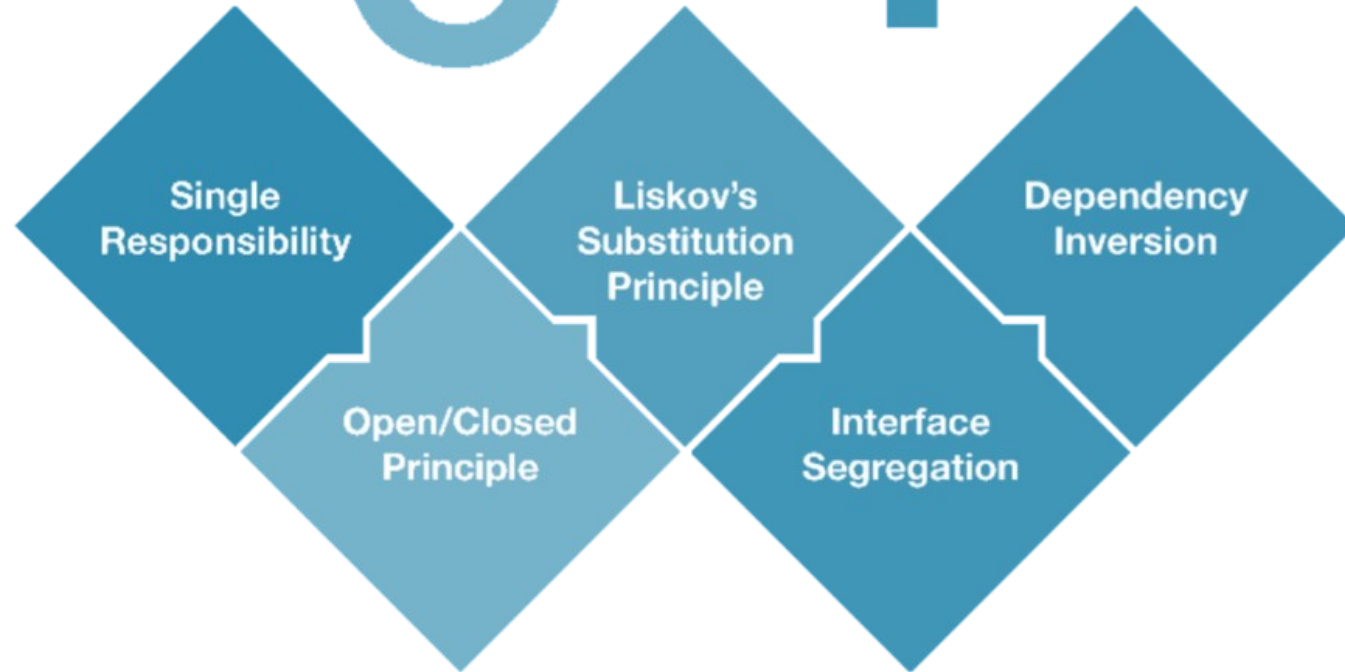 Single
Responsibility
Liskov's
Substitution
Principle
Dependency
Inversion
Open/Closed
Principle
Interface
Segregation